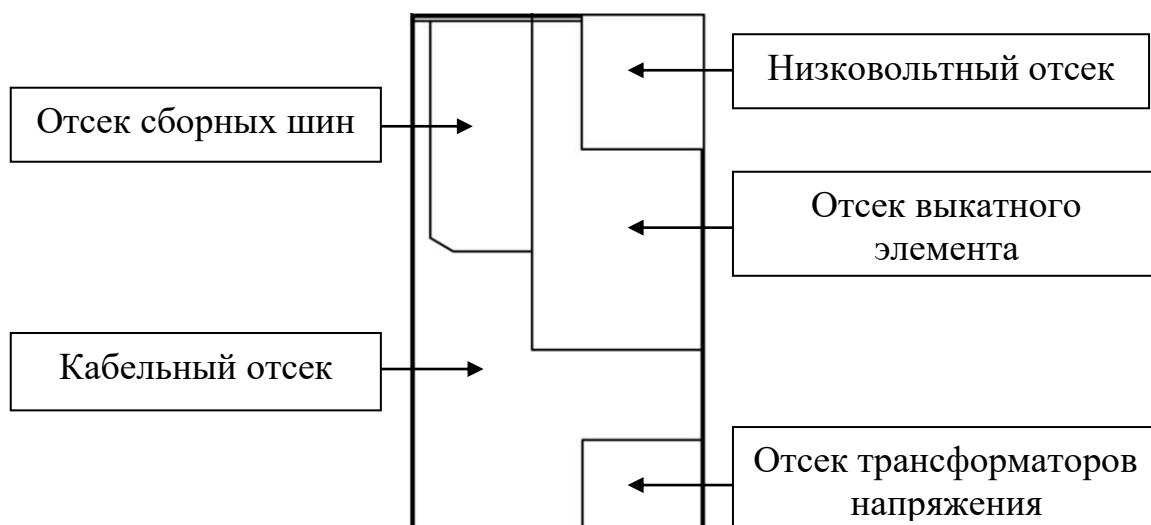 Низковольтный отсек
Отсек сборных шин
Отсек выкатного
элемента
Кабельный отсек
Отсек трансформаторов
напряжения